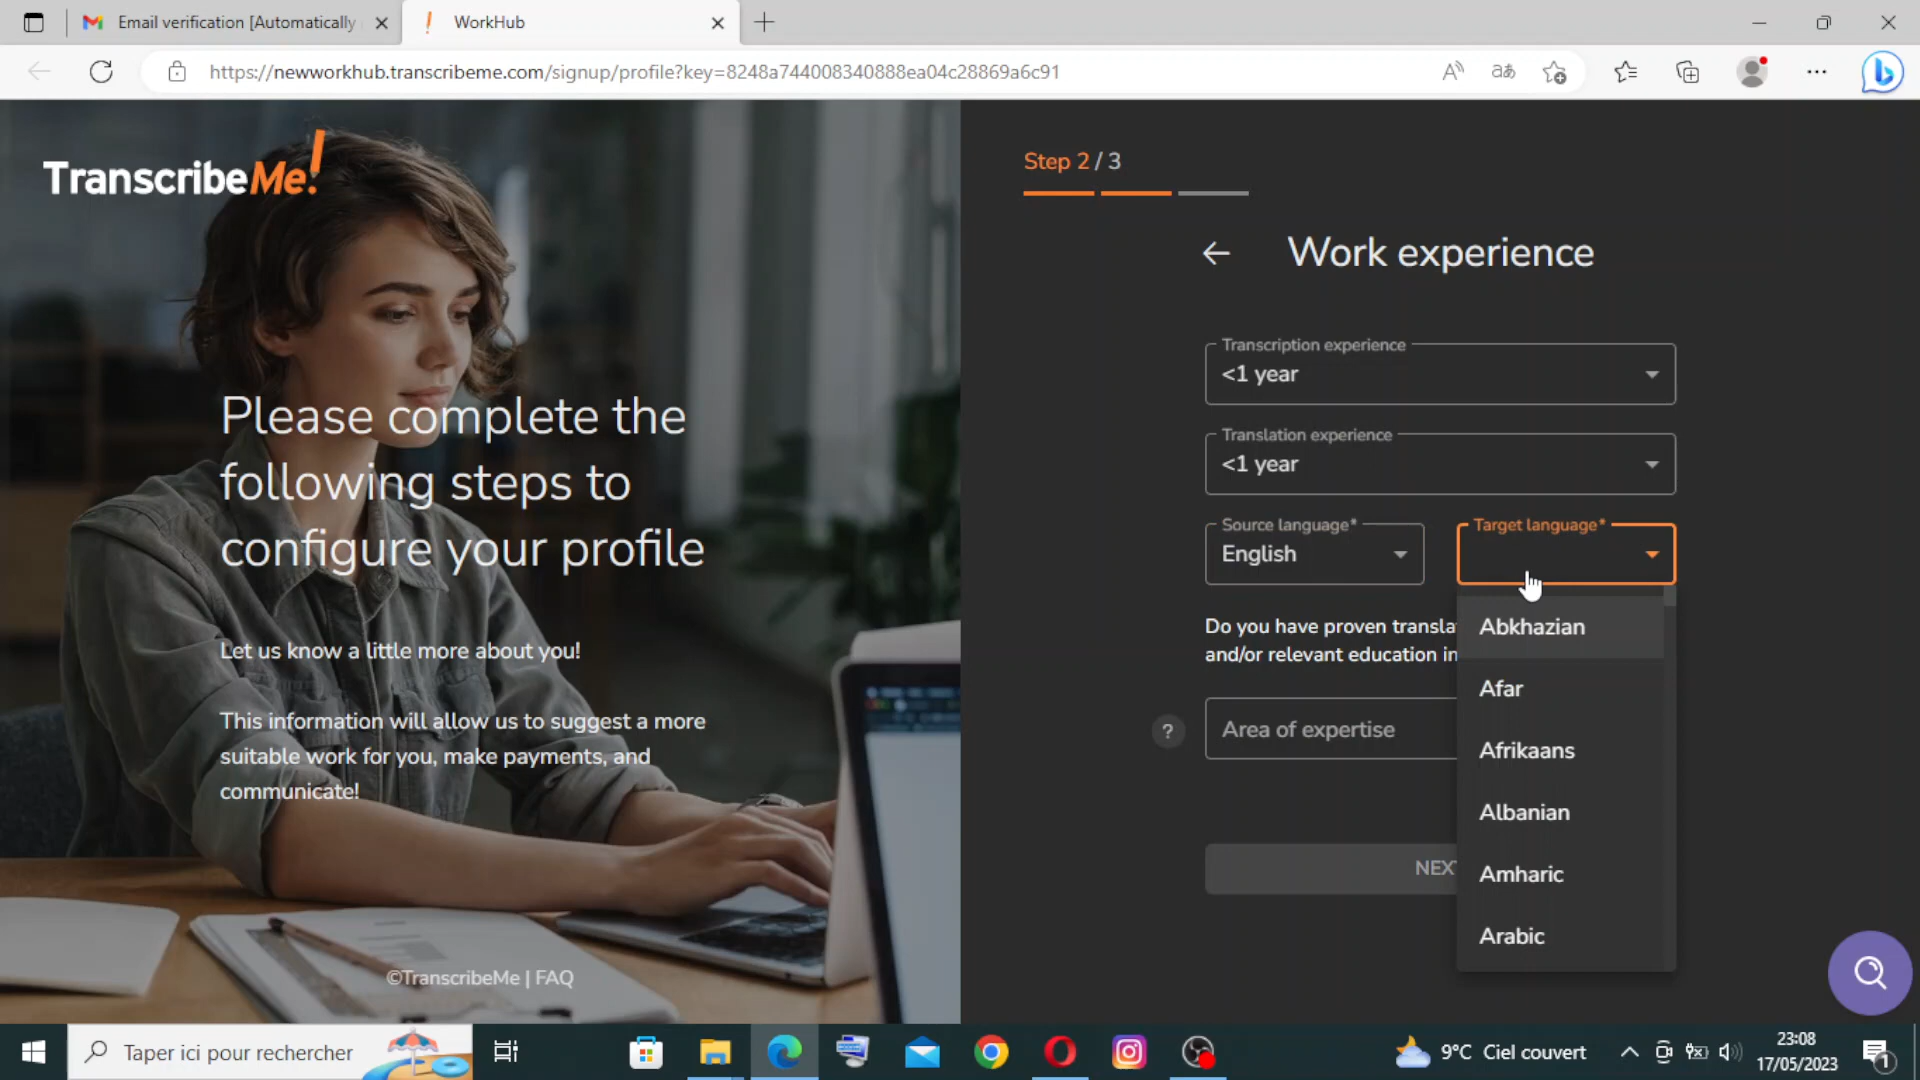 Email verification [Automatically
WorkHub
https://newworkhub.transcribeme.com/signup/profile?key=8248a744008340888ea04c28869a6c91
TranscribeMe!
Please complete the
following steps to
configure your profile
Let us know a little more about you!
This information will allow us to suggest a more
suitable work for you, make payments, and
communicate!
©TranscribeMe | FAQ
Step 2 / 3
Work experience
Transcription experience
<1 year
Translation experience
<1 year
Source language*
English
Target language*
Do you have proven transla
and/or relevant education in
?
Area of expertise
NEXT
Abkhazian
Afar
Afrikaans
Albanian
Amharic
Arabic
Taper ici pour rechercher
9°C Ciel couvert
23:08
17/05/2023
1